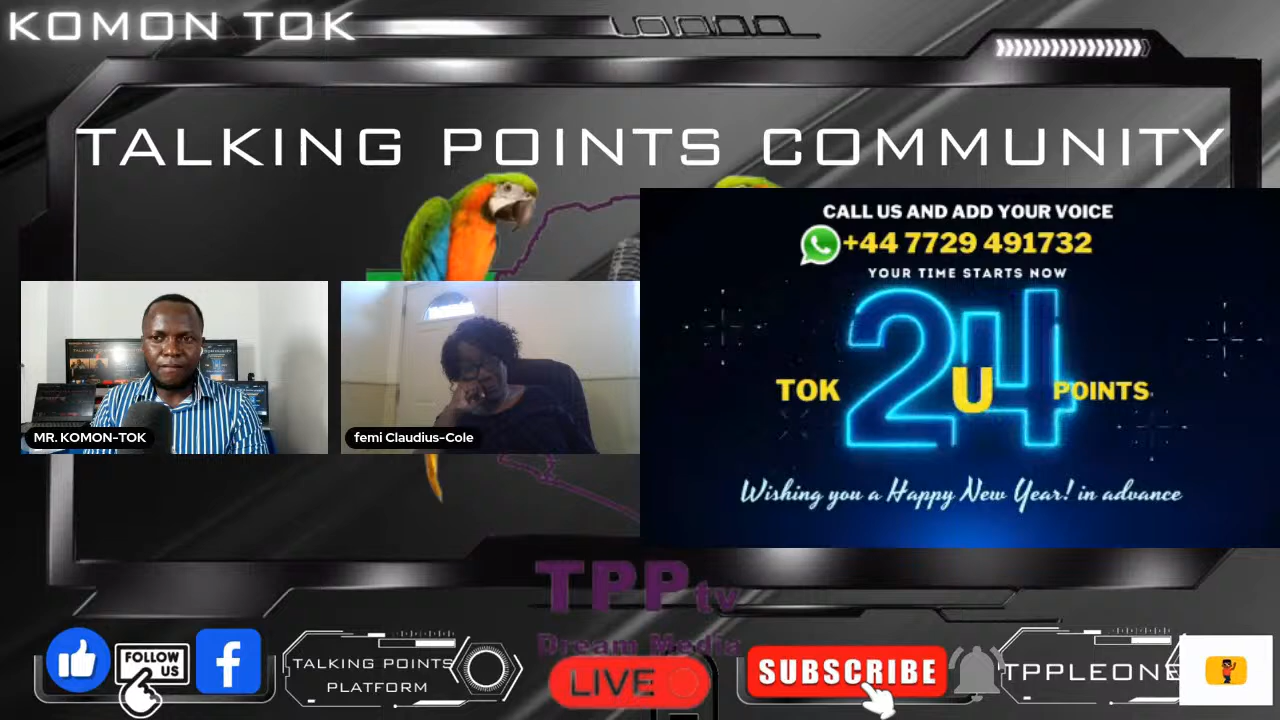 KOMON TOK
TALKING POINTS COMMUNITY
CALL US AND ADD YOUR VOICE
+44 7729 491732
YOUR TIME STARTS NOW
24
TOK U POINTS
Wishing you a Happy New Year! in advance
MR. KOMON-TOK
femi Claudius-Cole
TPPtv
Dream Media
FOLLOW
US
TALKING POINTS
PLATFORM
LIVE
SUBSCRIBE
TPPLEONE